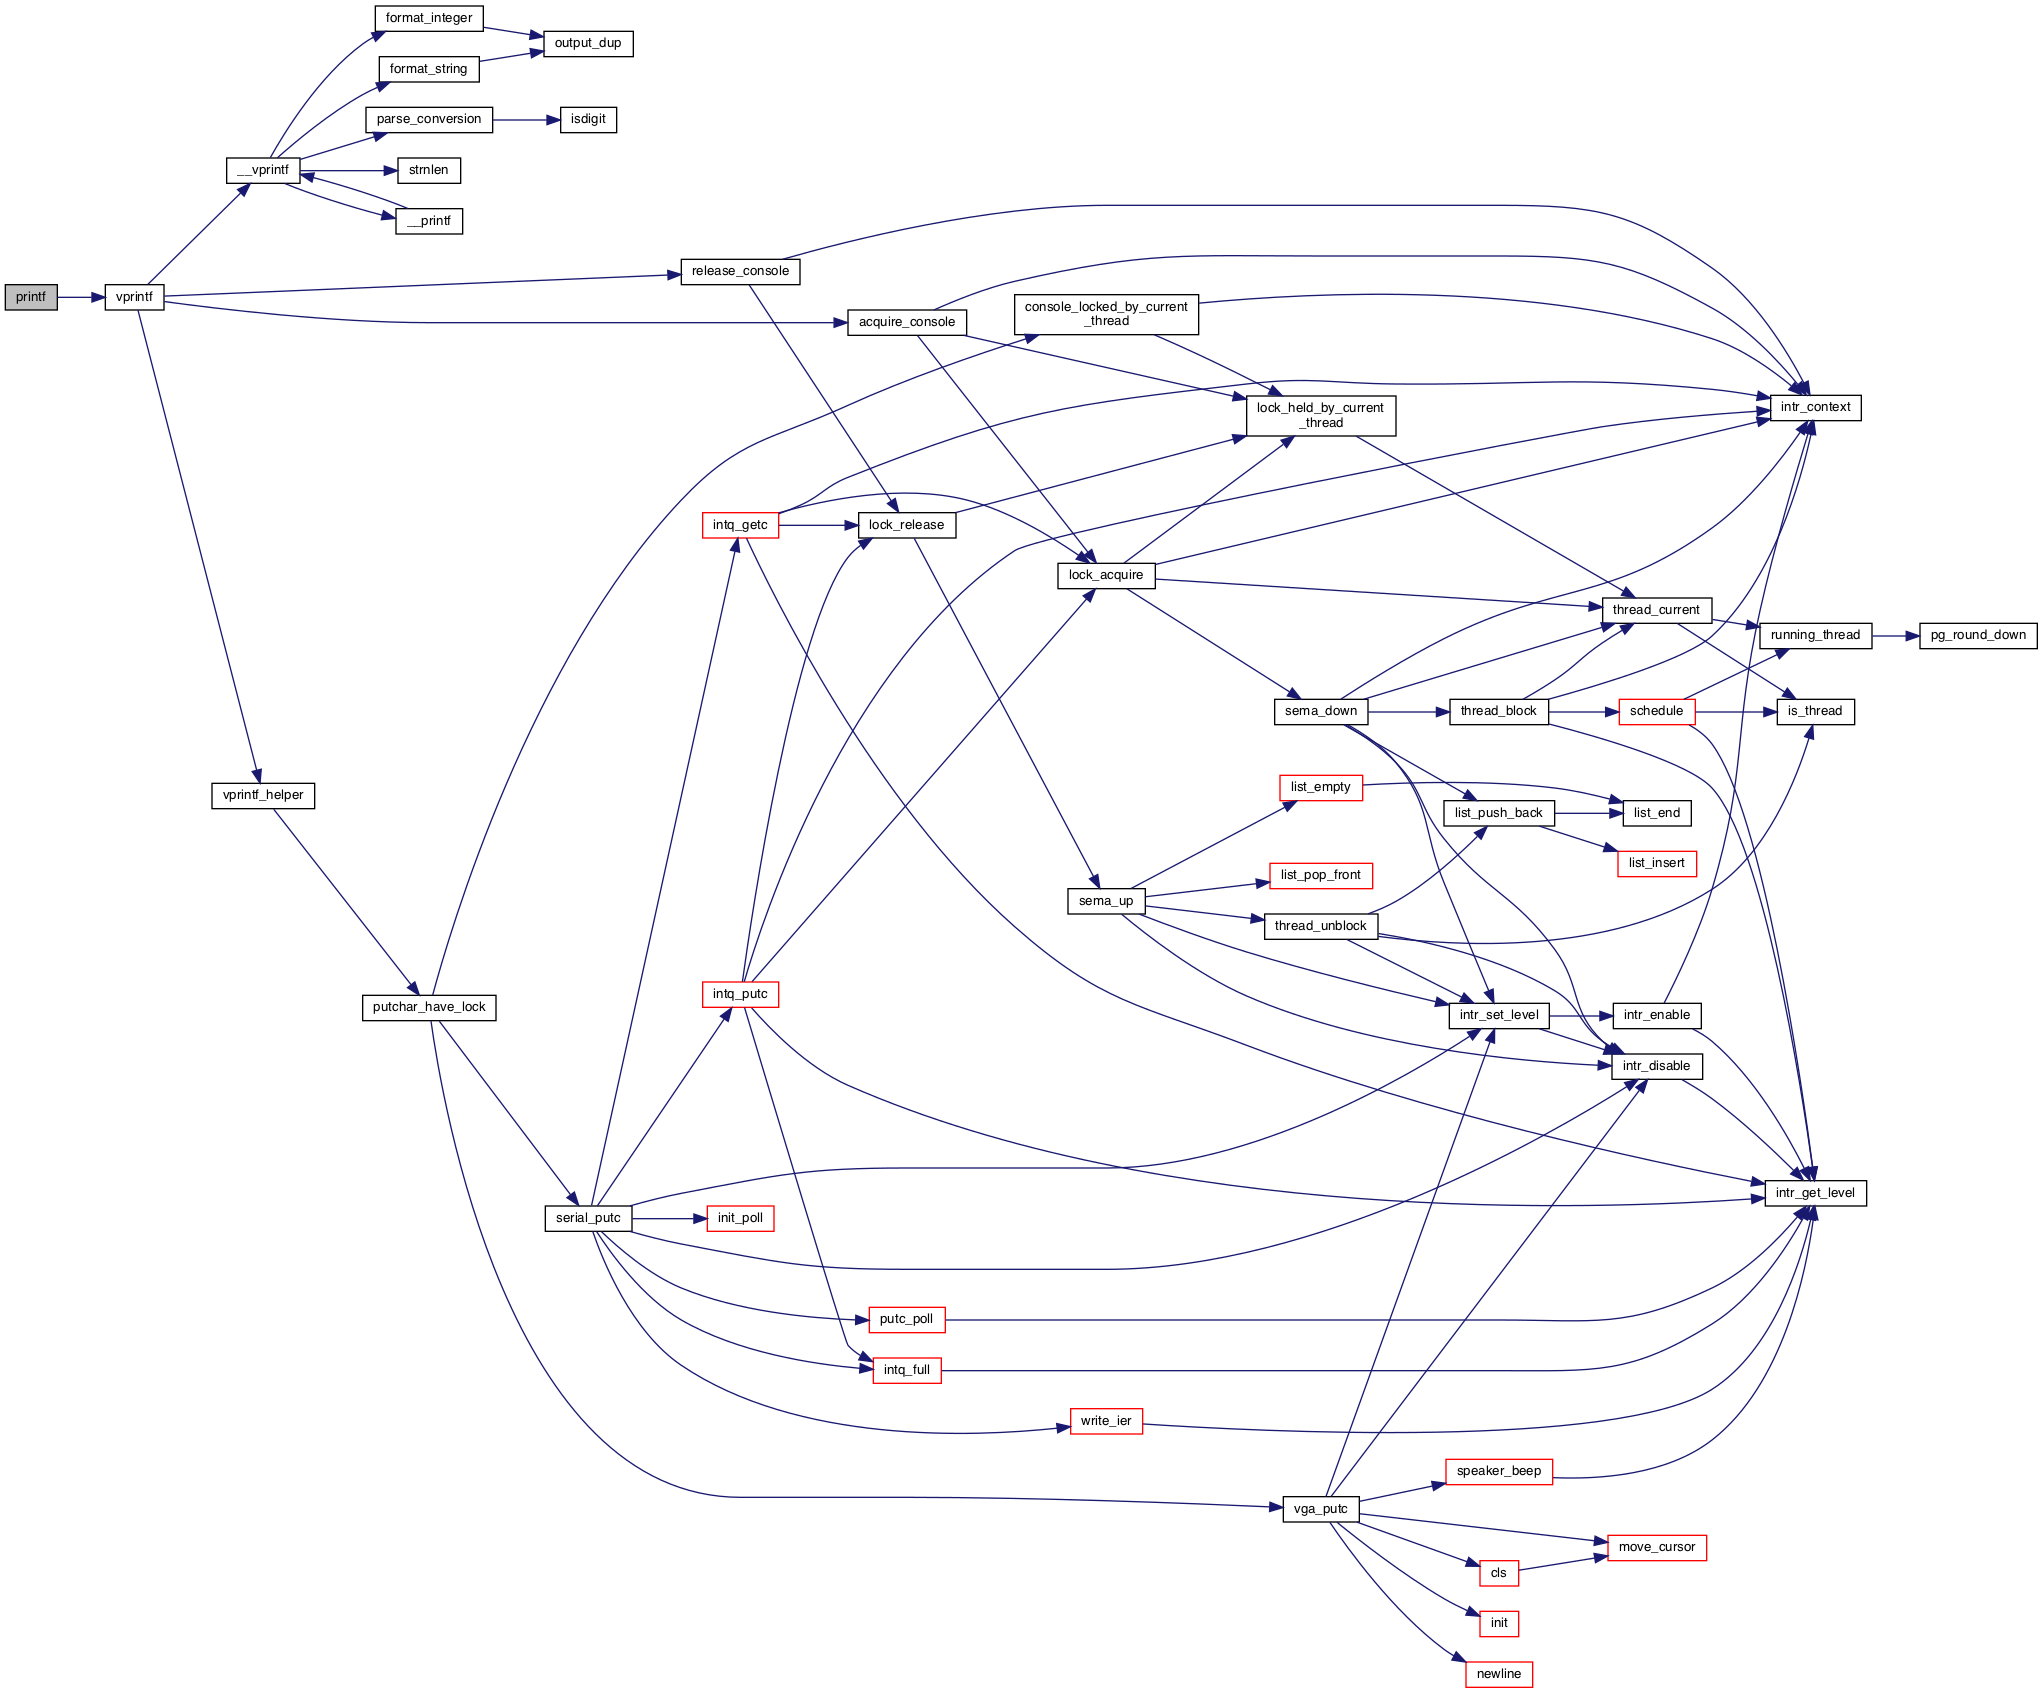 format_integer
output_dup
format_string
parse_conversion
isdigit
__vprintf
strnlen
__printf
release_console
printf
vprintf
console_locked_by_current
_thread
acquire_console
lock_held_by_current
_thread
intr_context
intq_getc
lock_release
lock_acquire
thread_current
running_thread
pg_round_down
sema_down
thread_block
schedule
is_thread
vprintf_helper
list_empty
list_push_back
list_end
list_insert
list_pop_front
sema_up
thread_unblock
intq_putc
putchar_have_lock
intr_set_level
intr_enable
intr_disable
intr_get_level
serial_putc
init_poll
putc_poll
intq_full
write_ier
speaker_beep
vga_putc
move_cursor
cls
init
newline